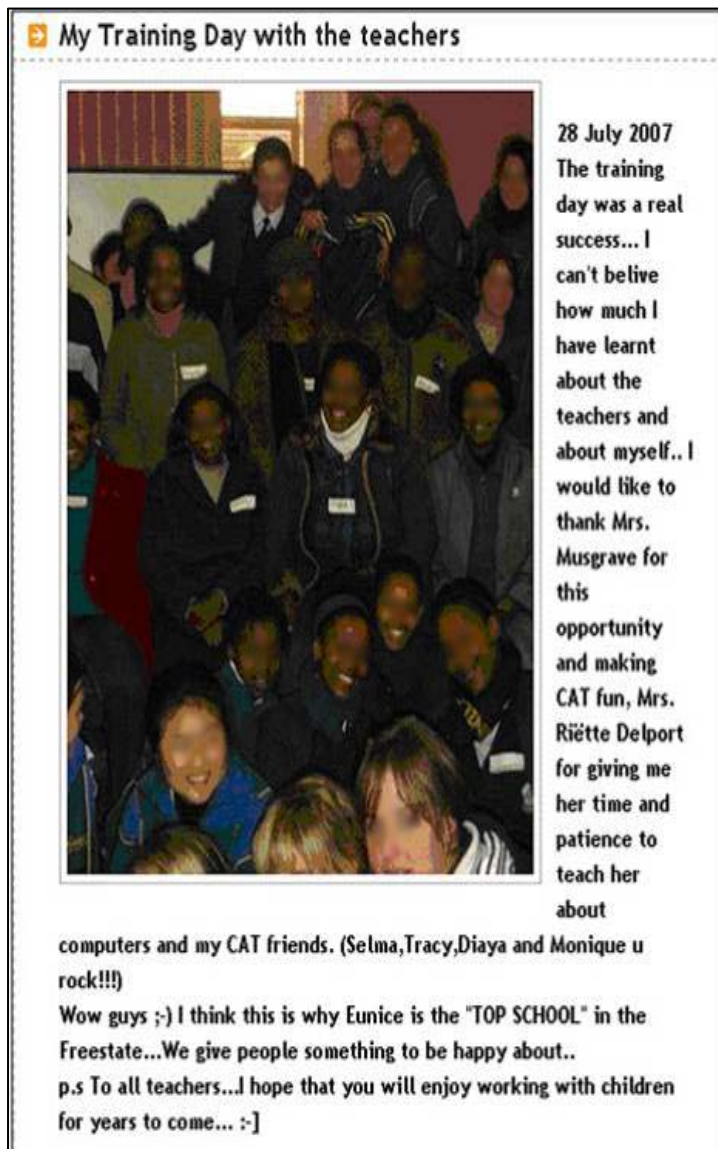 My Training Day with the teachers
28 July 2007
The training
day was a real
success... I
can't belive
how much I
have learnt
about the
teachers and
about myself.. I
would like to
thank Mrs.
Musgrave for
this
opportunity
and making
CAT fun, Mrs.
Riëtte Delport
for giving me
her time and
patience to
teach her
about
computers and my CAT friends. (Selma,Tracy,Diaya and Monique u
rock!!!)
Wow guys ;-) I think this is why Eunice is the "TOP SCHOOL" in the
Freestate...We give people something to be happy about..
p.s To all teachers...I hope that you will enjoy working with children
for years to come... :-]